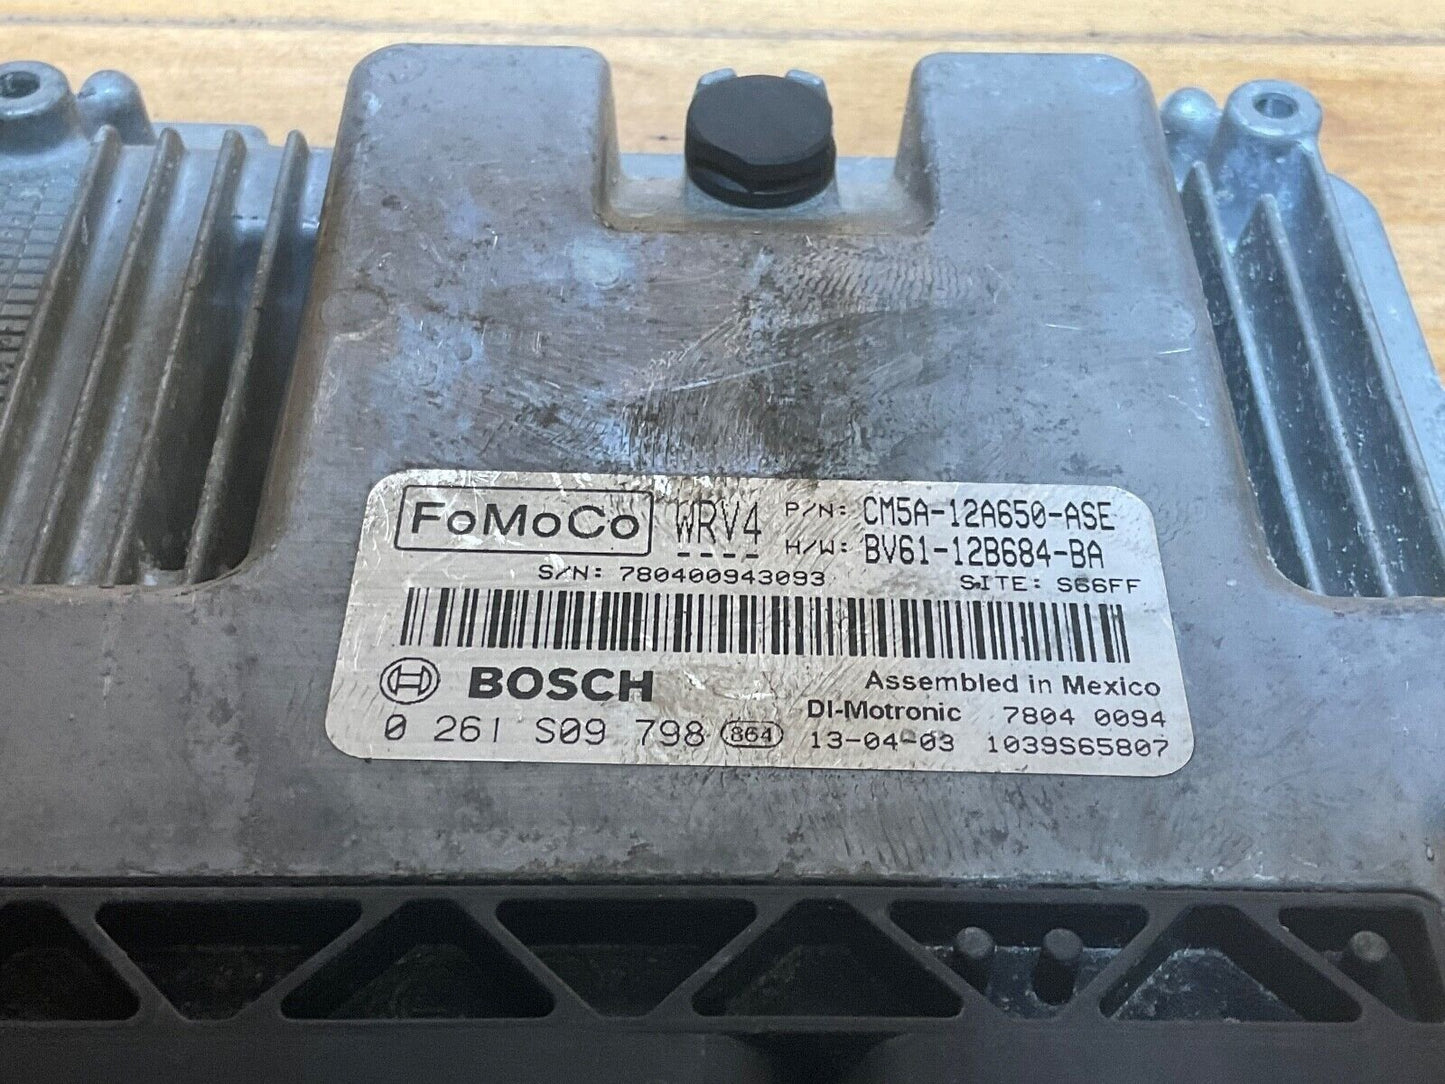 FoMoCo WRV4 P/N: CM5A-12A650-ASE
H/W: BV61-12B684-BA
S/N: 780400943093 SITE: S66FF
BOSCH Assembled in Mexico
DI-Motronic 7804 0094
0 261 S09 798 864 13-04-03 1039S65807